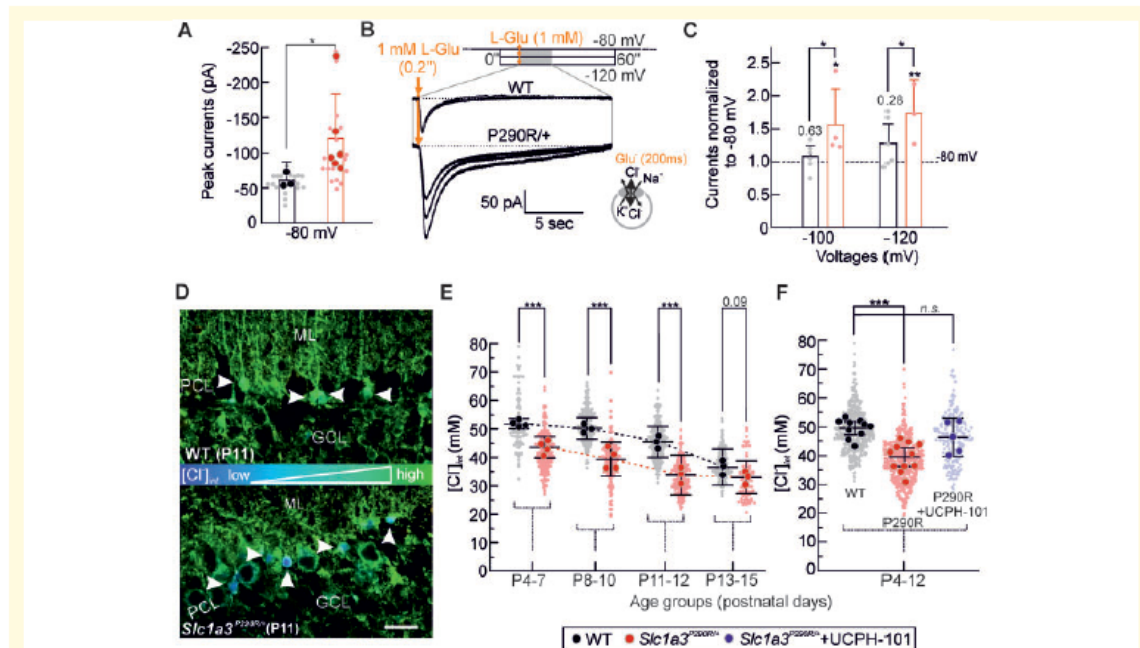 A
*
Peak currents (pA)
-250
-200
-150
-100
-50
0
-80 mV
B
L-Glu (1 mM)
1 mM L-Glu
(0.2")
-80 mV
0"
60"
-120 mV
WT
P290R/+
Glu⁻ (200ms)
Cl⁻
Na⁺
K⁺
Cl⁻
50 pA
5 sec
C
* *
* **
0.63
0.28
Currents normalized
to -80 mV
2.5
2.0
1.5
1.0
0.5
0
-80 mV
-100
-120
Voltages (mV)
D
ML
PCL
GCL
WT (P11)
[Cl⁻]int low
high
ML
PCL
GCL
Slc1a3P290R/+ (P11)
E
*** *** *** 0.09
[Cl⁻]int (mM)
80
70
60
50
40
30
20
10
0
P4-7
P8-10
P11-12
P13-15
Age groups (postnatal days)
F
***
n.s.
[Cl⁻]int (mM)
80
70
60
50
40
30
20
10
0
WT
P290R
P290R
+UCPH-101
P4-12
WT Slc1a3P290R/+ Slc1a3P290R/+ +UCPH-101